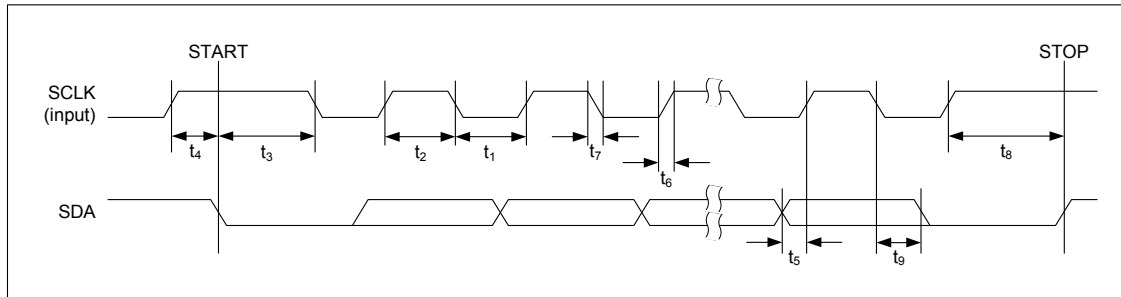 START
STOP
SCLK
(input)
t4
t3
t2
t1
t7
t6
t8
SDA
t5
t9